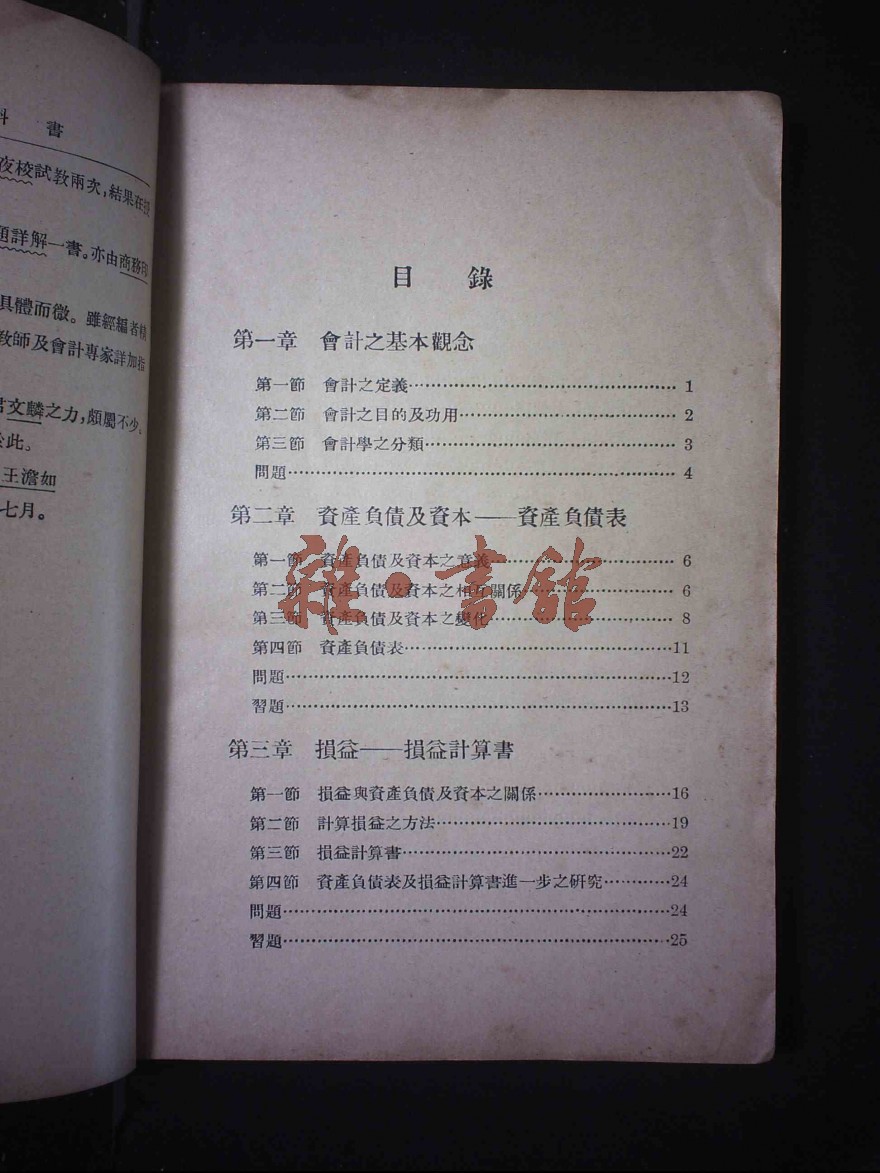 科 書
夜校試教兩次,結果在
題詳解一書。亦由商務印
具體而微。雖經編者
教師及會計專家詳加指
君文麟之力,頗屬不少。
於此。
王澹如
七月。
目 錄
第一章 會計之基本觀念
第一節 會計之定義 1
第二節 會計之目的及功用 2
第三節 會計學之分類 3
問題 4
第二章 資產負債及資本——資產負債表
第一節 資產負債及資本之意義 6
第二節 資產負債及資本之相互關係 6
第三節 資產負債及資本之變化 8
第四節 資產負債表 11
問題 12
習題 13
第三章 損益——損益計算書
第一節 損益與資產負債及資本之關係 16
第二節 計算損益之方法 19
第三節 損益計算書 22
第四節 資產負債表及損益計算書進一步之研究 24
問題 24
習題 25
雜·書館